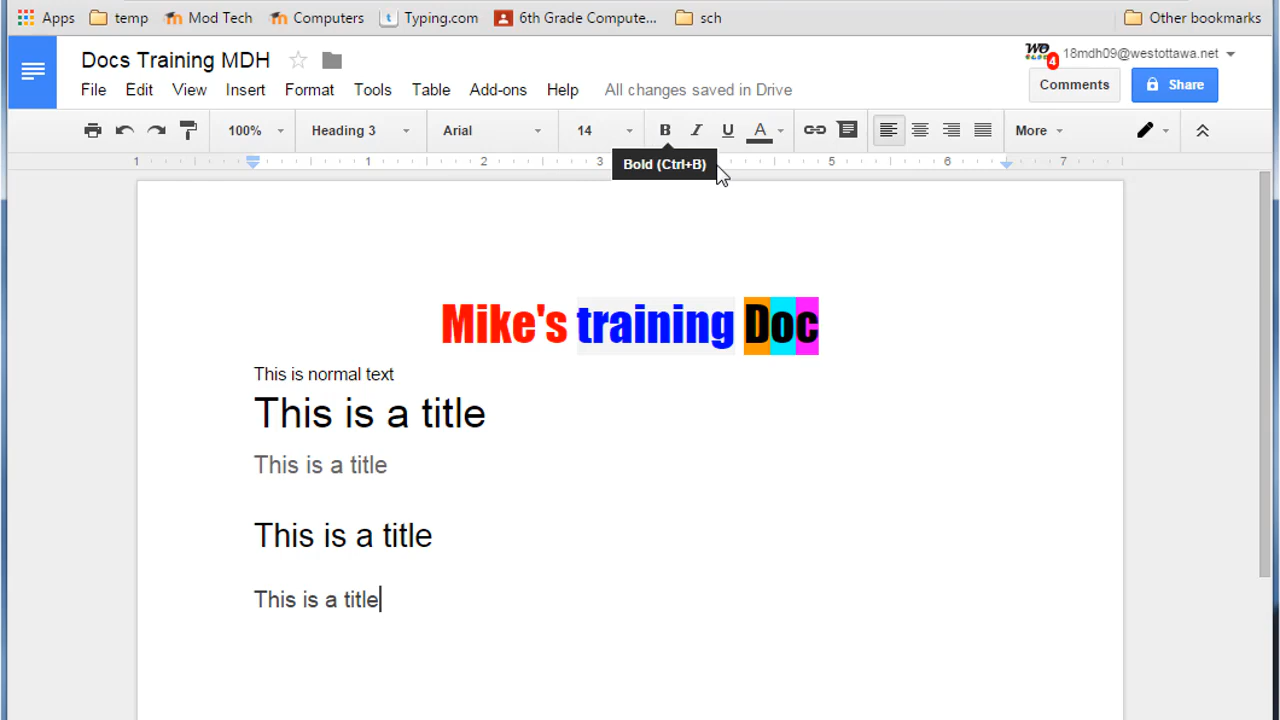 Apps temp Mod Tech Computers t Typing.com 6th Grade Compute... sch Other bookmarks
Docs Training MDH WO 4 18mdh09@westottawa.net
File Edit View Insert Format Tools Table Add-ons Help All changes saved in Drive Comments Share
100% Heading 3 Arial 14 B I U A More
1 1 2 3 5 6 7
Bold (Ctrl+B)
Mike's training Doc
This is normal text
This is a title
This is a title
This is a title
This is a title